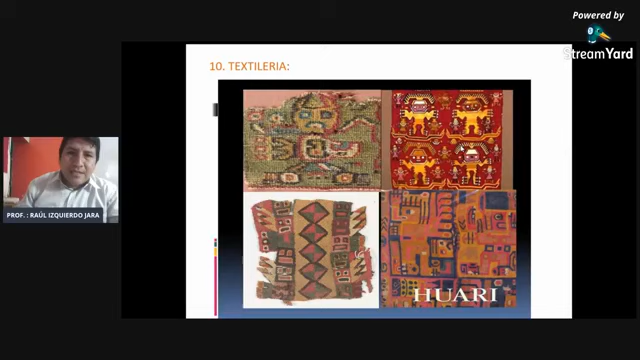 Powered by
StreamYard
10. TEXTILERIA:
PROF. : RAÚL IZQUIERDO JARA
HUARI